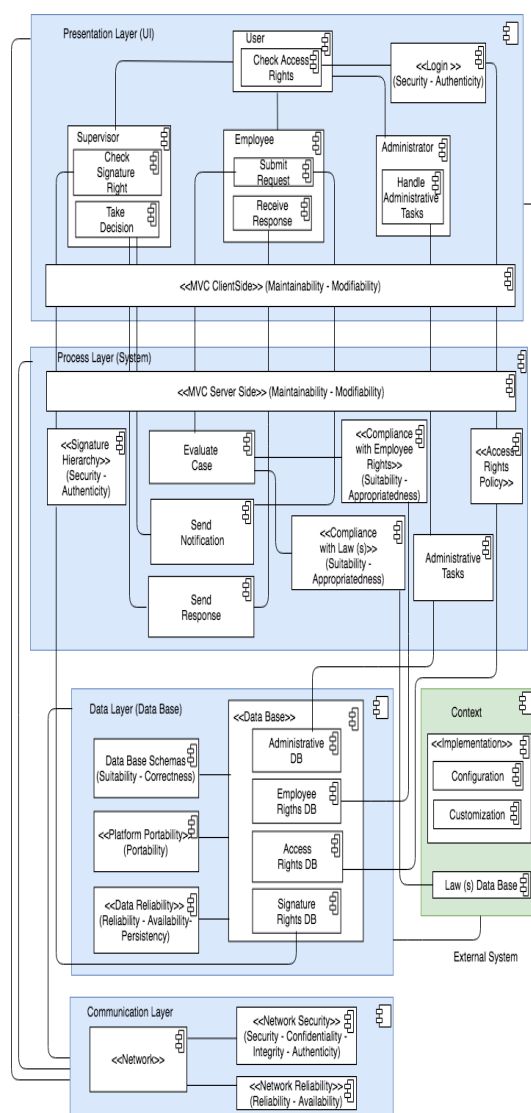 Presentation Layer (UI)
User
Check Access
Rights
<<Login >>
(Security - Authenticity)
Supervisor
Check
Signature
Right
Take
Decision
Employee
Submit
Request
Receive
Response
Administrator
Handle
Administrative
Tasks
<<MVC ClientSide>> (Maintainability - Modifiability)
Process Layer (System)
<<MVC Server Side>> (Maintainability - Modifiability)
<<Signature
Hierarchy>>
(Security -
Authenticity)
Evaluate
Case
<<Compliance
with Employee
Rights>>
(Suitability -
Appropriatedness)
<<Access
Rights
Policy>>
Send
Notification
<<Compliance
with Law (s)>>
(Suitability -
Appropriatedness)
Administrative
Tasks
Send
Response
Data Layer (Data Base)
<<Data Base>>
Administrative
DB
Data Base Schemas
(Suitability - Correctness)
Employee
Rigths DB
<<Platform Portability>>
(Portability)
Access
Rights DB
<<Data Reliability>>
(Reliability - Availability-
Persistency)
Signature
Rights DB
Context
<<Implementation>>
Configuration
Customization
Law (s) Data Base
External System
Communication Layer
<<Network>>
<<Network Security>>
(Security - Confidentiality -
Integrity - Authenticity)
<<Network Reliability>>
(Reliability - Availability)